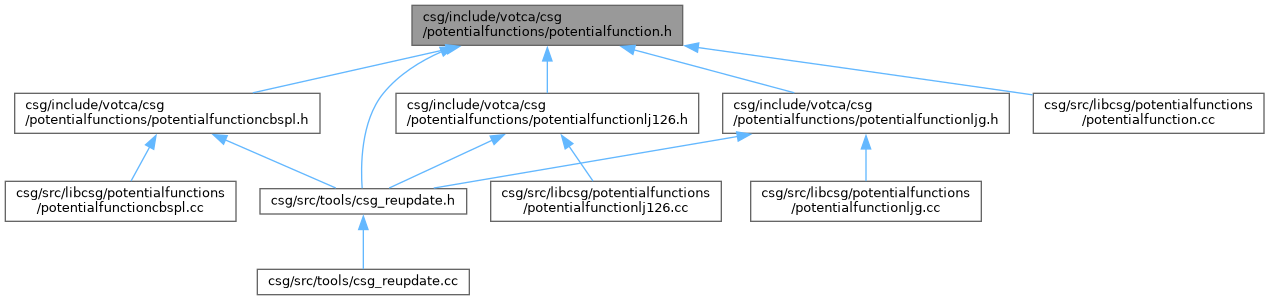 csg/include/votca/csg
/potentialfunctions/potentialfunction.h
csg/include/votca/csg
/potentialfunctions/potentialfunctioncbspl.h
csg/include/votca/csg
/potentialfunctions/potentialfunctionlj126.h
csg/include/votca/csg
/potentialfunctions/potentialfunctionljg.h
csg/src/libcsg/potentialfunctions
/potentialfunction.cc
csg/src/libcsg/potentialfunctions
/potentialfunctioncbspl.cc
csg/src/tools/csg_reupdate.h
csg/src/libcsg/potentialfunctions
/potentialfunctionlj126.cc
csg/src/libcsg/potentialfunctions
/potentialfunctionljg.cc
csg/src/tools/csg_reupdate.cc